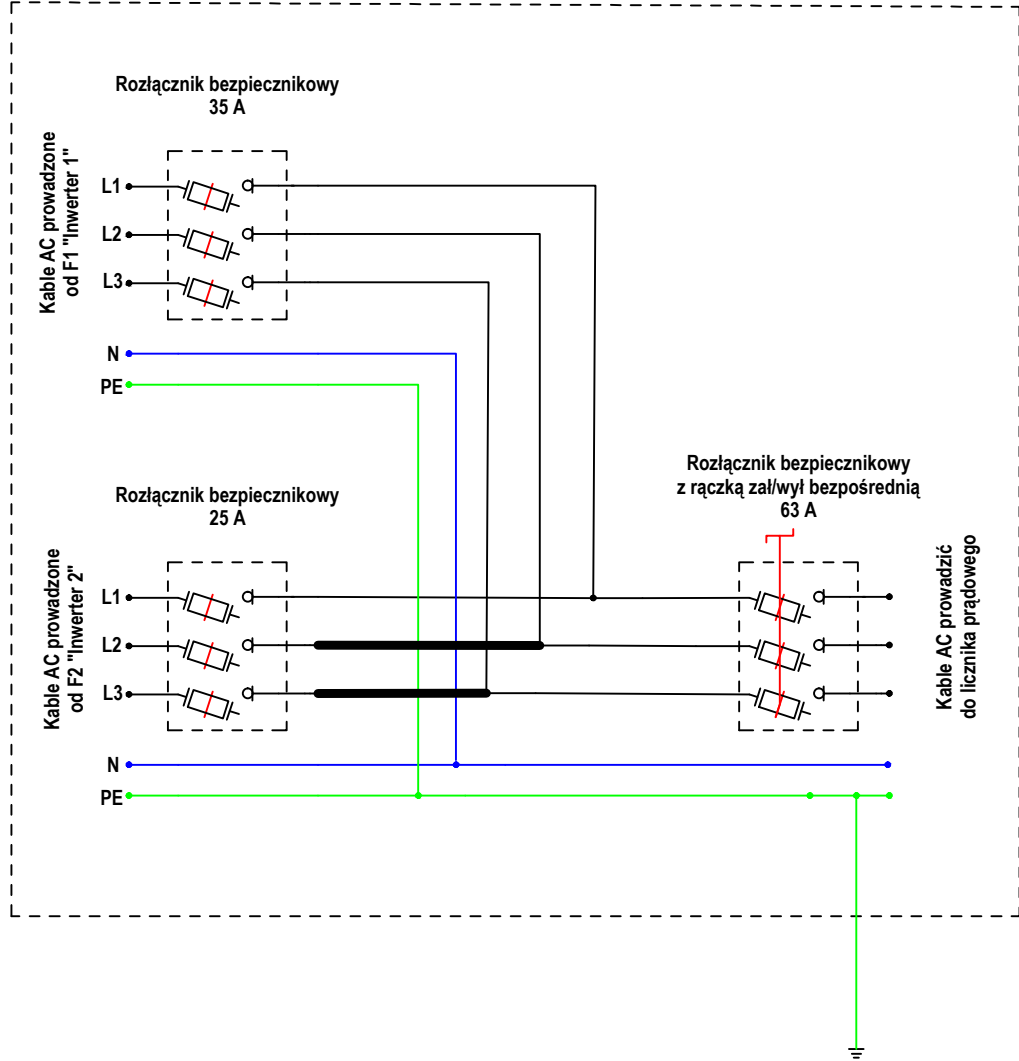 Rozłącznik bezpiecznikowy
35 A
Kable AC prowadzone
od F1 "Inwerter 1"
L1
L2
L3
N
PE
Rozłącznik bezpiecznikowy
25 A
Rozłącznik bezpiecznikowy
z rączką zał/wył bezpośrednią
63 A
Kable AC prowadzone
od F2 "Inwerter 2"
L1
L2
L3
N
PE
Kable AC prowadzić
do licznika prądowego